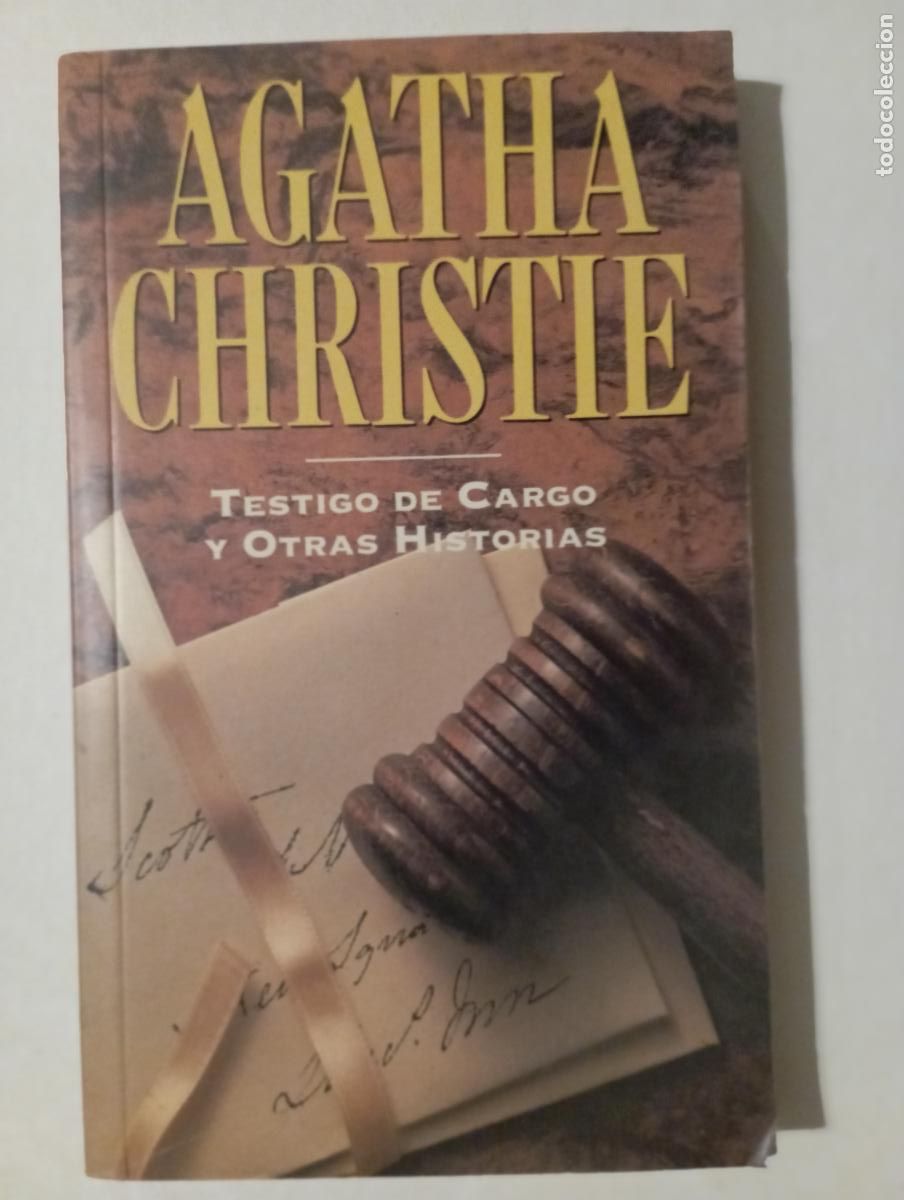 AGATHA
CHRISTIE
TESTIGO DE CARGO
Y OTRAS HISTORIAS
todocoleccion